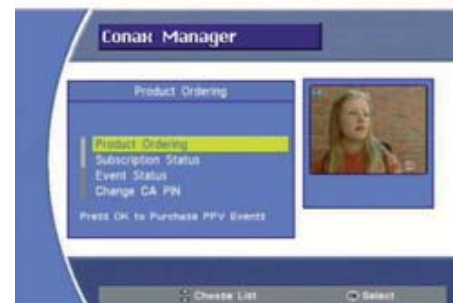 Conax Manager
Product Ordering
Product Ordering
Subscription Status
Event Status
Change CA PIN
Press OK to Purchase PPV Events
Choose List
Select